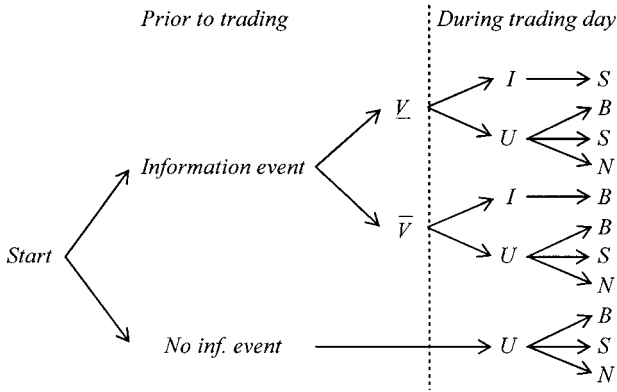 Prior to trading
During trading day
I S
V̲ B
U S
N
Information event
I B
V̅ B
U S
N
Start
B
No inf. event U S
N